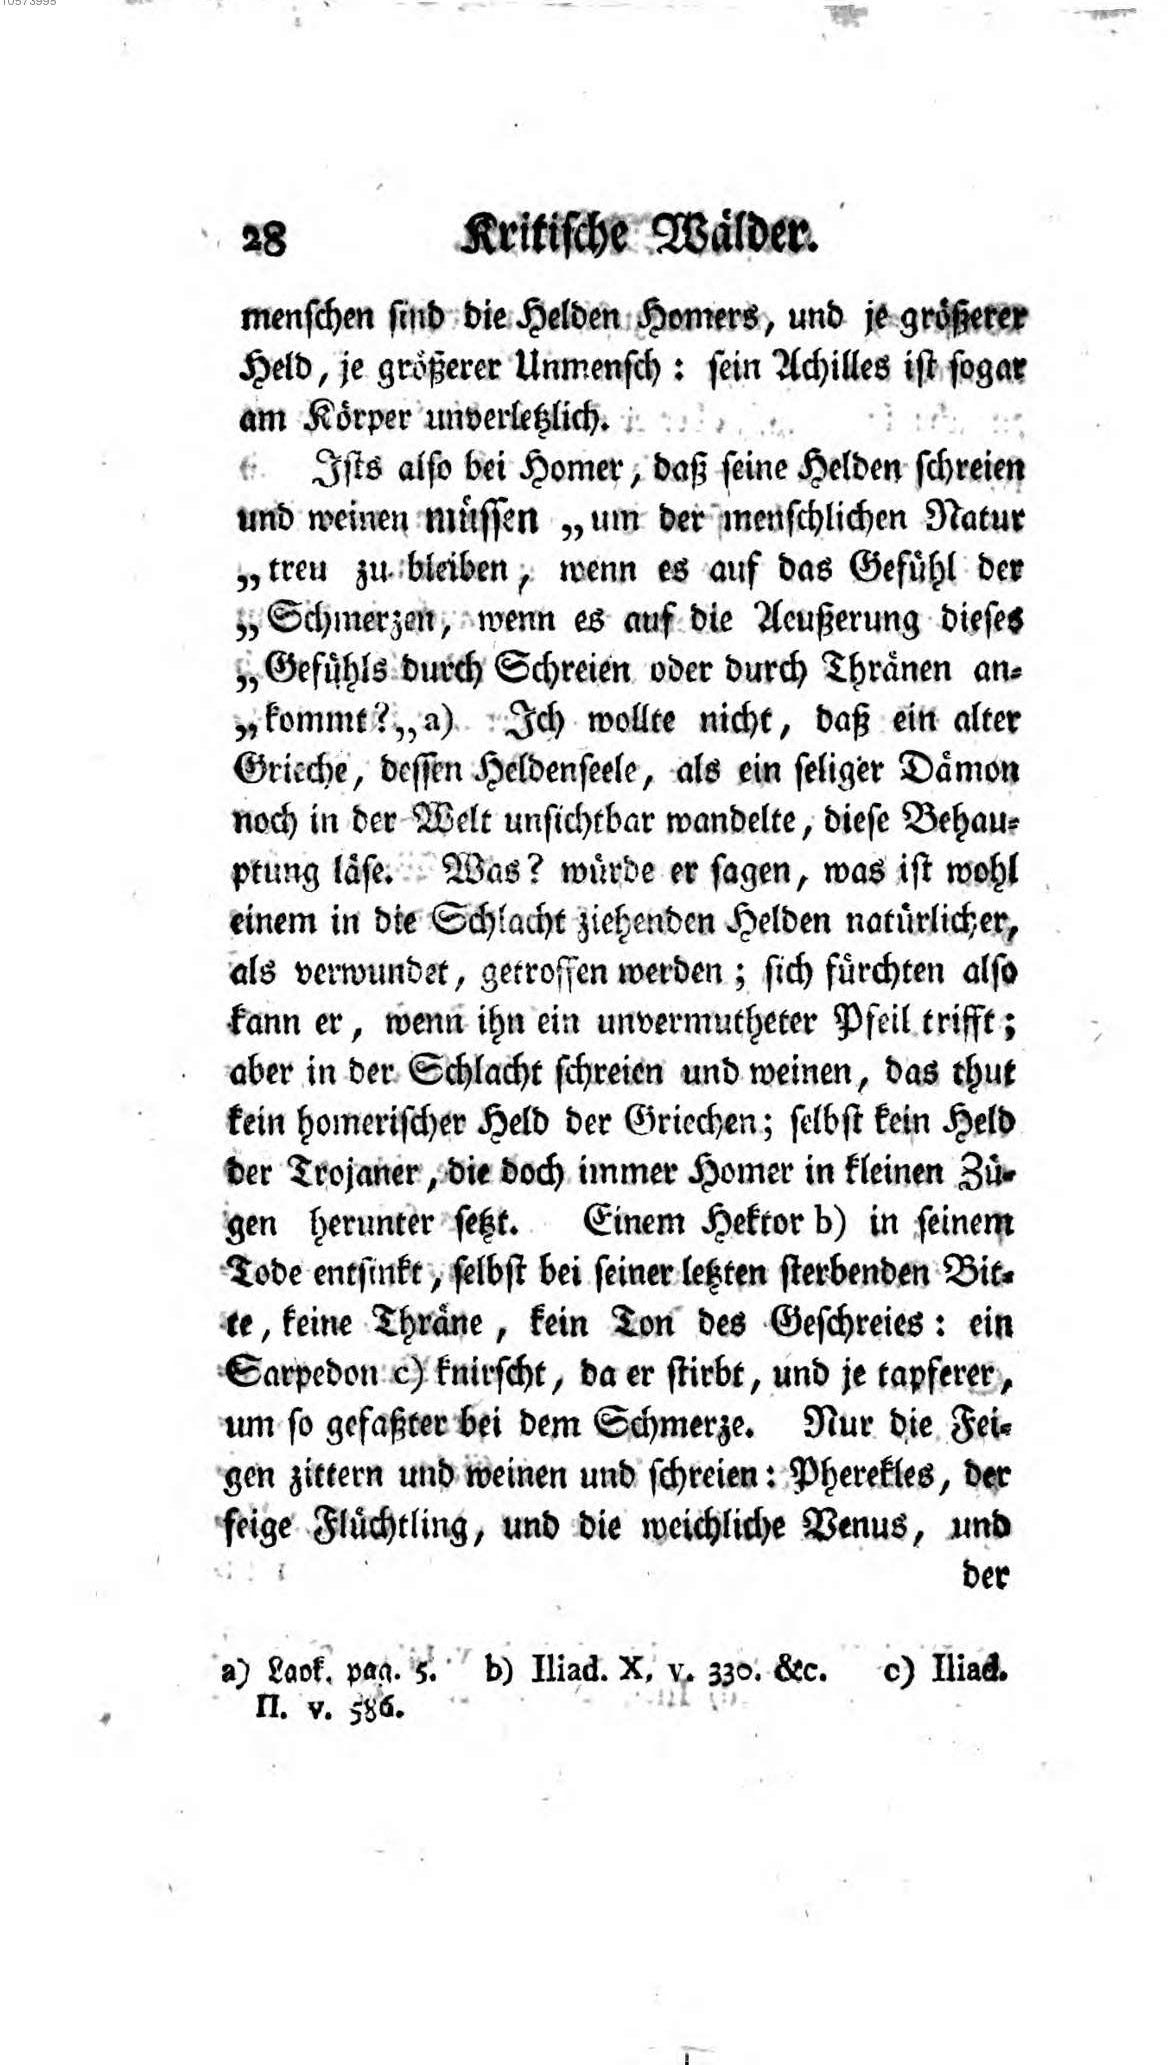 10573995
28 Kritische Wälder.
menschen sind die Helden Homers, und je größerer
Held, je größerer Unmensch: sein Achilles ist sogar
am Körper unverletzlich.
Ists also bei Homer, daß seine Helden schreien
und weinen müssen „um der menschlichen Natur
„treu zu bleiben, wenn es auf das Gefühl der
„Schmerzen, wenn es auf die Aeußerung dieses
„Gefühls durch Schreien oder durch Thränen an-
„kommt?„ a) Ich wollte nicht, daß ein alter
Grieche, dessen Heldenseele, als ein seliger Dämon
noch in der Welt unsichtbar wandelte, diese Behau-
ptung läse. Was? würde er sagen, was ist wohl
einem in die Schlacht ziehenden Helden natürlicher,
als verwundet, getroffen werden; sich fürchten also
kann er, wenn ihn ein unvermutheter Pfeil trifft;
aber in der Schlacht schreien und weinen, das thut
kein homerischer Held der Griechen; selbst kein Held
der Trojaner, die doch immer Homer in kleinen Zü-
gen herunter setzt. Einem Hektor b) in seinem
Tode entsinkt, selbst bei seiner letzten sterbenden Bit-
te, keine Thräne, kein Ton des Geschreies: ein
Sarpedon c) knirscht, da er stirbt, und je tapferer,
um so gefaßter bei dem Schmerze. Nur die Fei-
gen zittern und weinen und schreien: Pherekles, der
feige Flüchtling, und die weichliche Venus, und
der
a) Laok. pag. 5. b) Iliad. X. v. 330. &c. c) Iliad.
Π. v. 586.